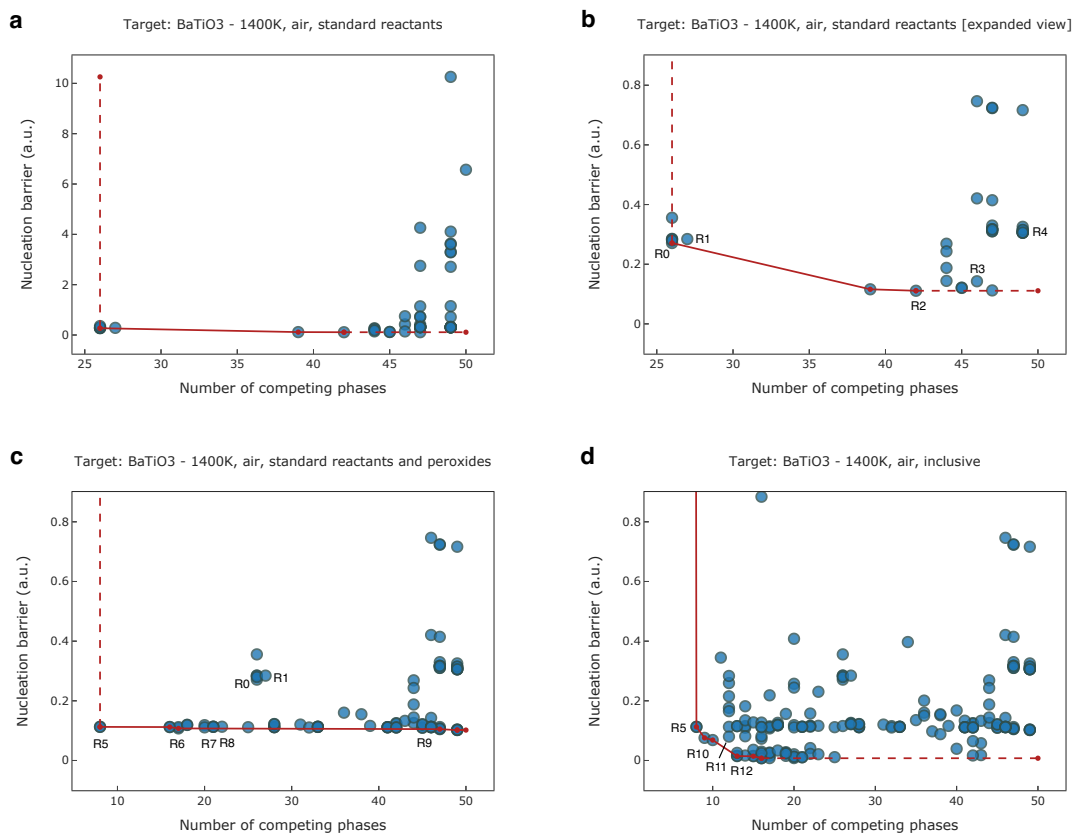 a
Target: BaTiO3 - 1400K, air, standard reactants
Nucleation barrier (a.u.)
10
8
6
4
2
0
25
30
35
40
45
50
Number of competing phases
b
Target: BaTiO3 - 1400K, air, standard reactants [expanded view]
Nucleation barrier (a.u.)
0.8
0.6
0.4
0.2
0
R0
R1
R2
R3
R4
25
30
35
40
45
50
Number of competing phases
c
Target: BaTiO3 - 1400K, air, standard reactants and peroxides
Nucleation barrier (a.u.)
0.8
0.6
0.4
0.2
0
R0
R1
R5
R6
R7
R8
R9
10
20
30
40
50
Number of competing phases
d
Target: BaTiO3 - 1400K, air, inclusive
Nucleation barrier (a.u.)
0.8
0.6
0.4
0.2
0
R5
R10
R11
R12
10
20
30
40
50
Number of competing phases